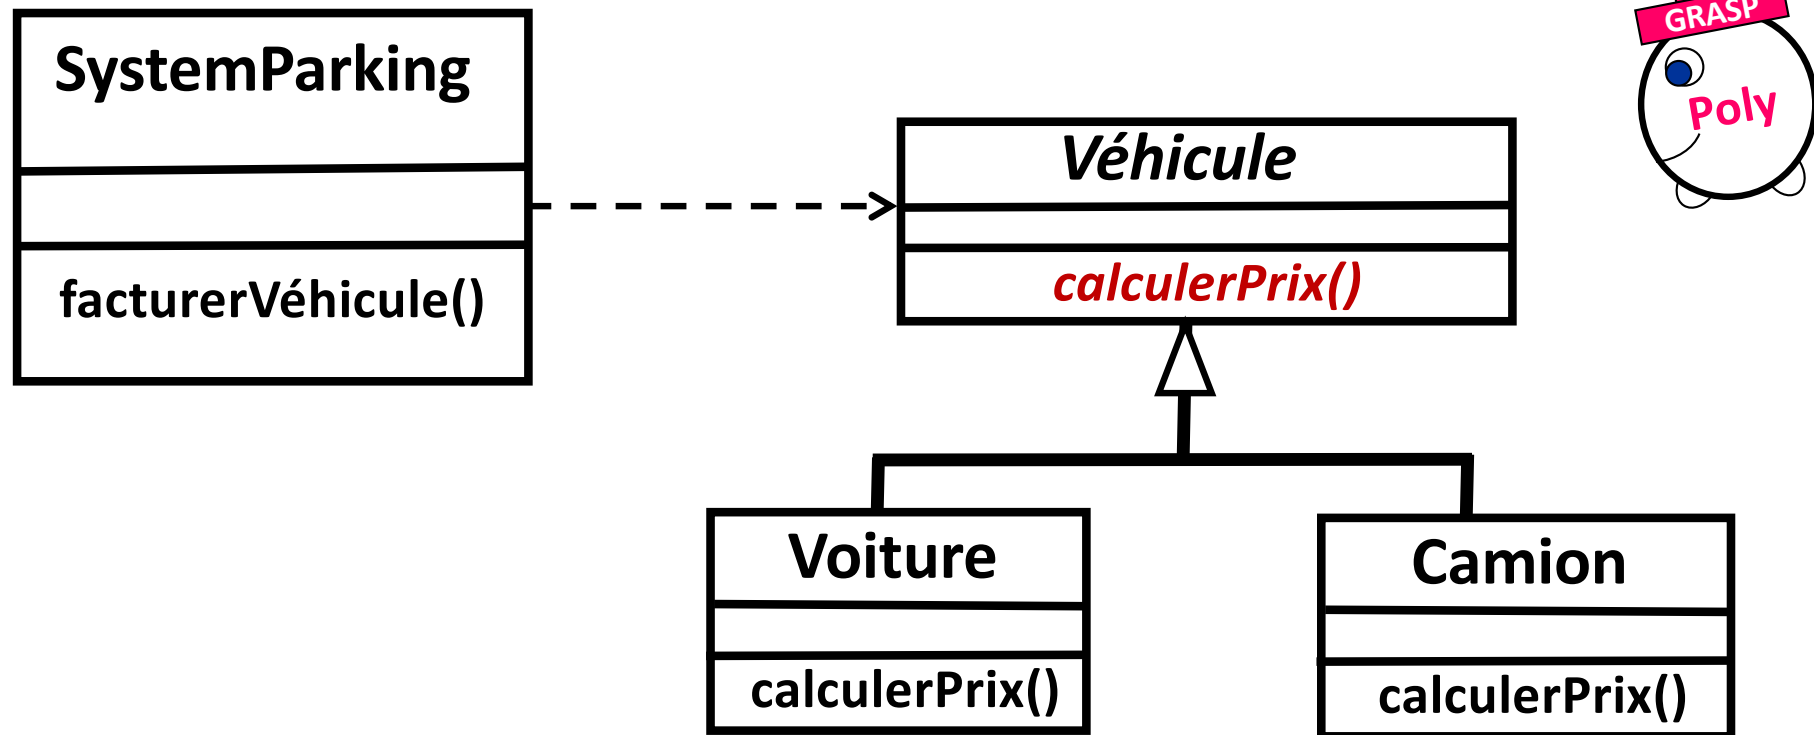 SystemParking
facturerVéhicule()
Véhicule
calculerPrix()
GRASP
Poly
Voiture
calculerPrix()
Camion
calculerPrix()